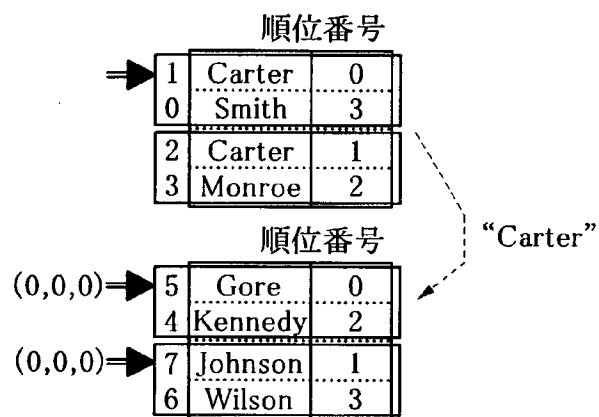 順位番号
1 Carter 0
0 Smith 3
2 Carter 1
3 Monroe 2
"Carter"
順位番号
(0,0,0) 5 Gore 0
4 Kennedy 2
(0,0,0) 7 Johnson 1
6 Wilson 3